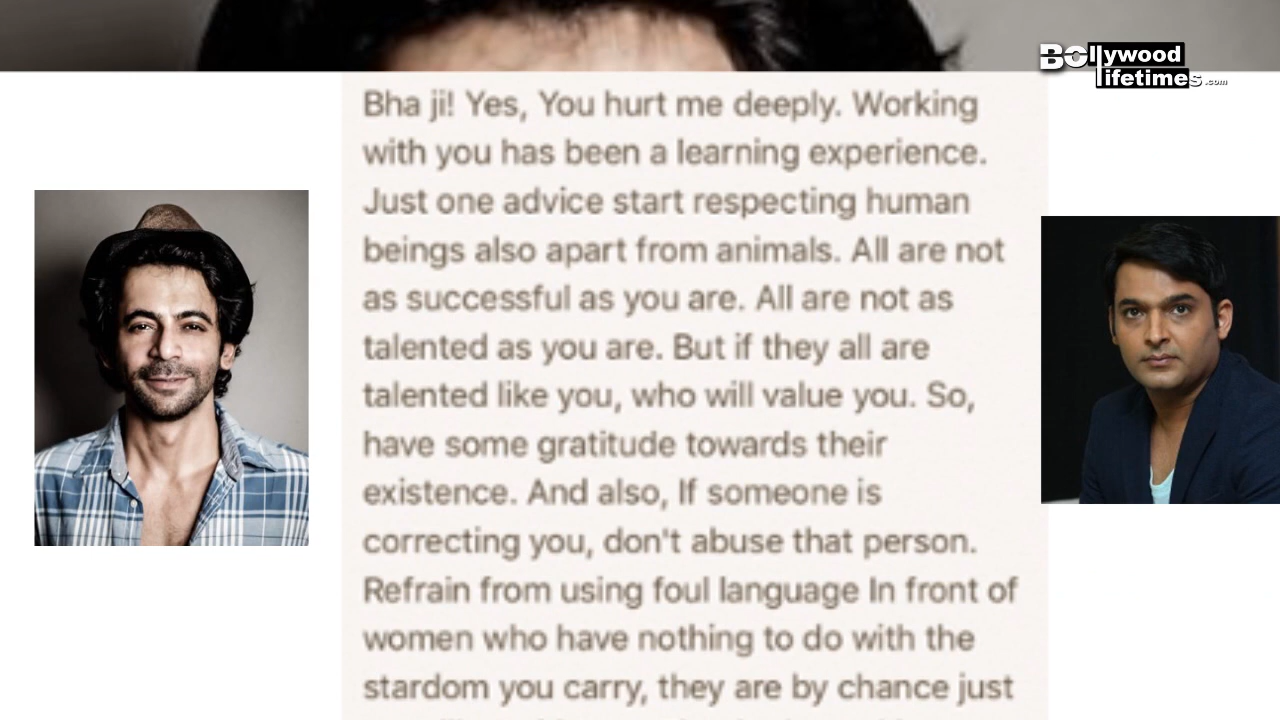 Bollywood
lifetimes.com
Bha ji! Yes, You hurt me deeply. Working
with you has been a learning experience.
Just one advice start respecting human
beings also apart from animals. All are not
as successful as you are. All are not as
talented as you are. But if they all are
talented like you, who will value you. So,
have some gratitude towards their
existence. And also, If someone is
correcting you, don't abuse that person.
Refrain from using foul language In front of
women who have nothing to do with the
stardom you carry, they are by chance just